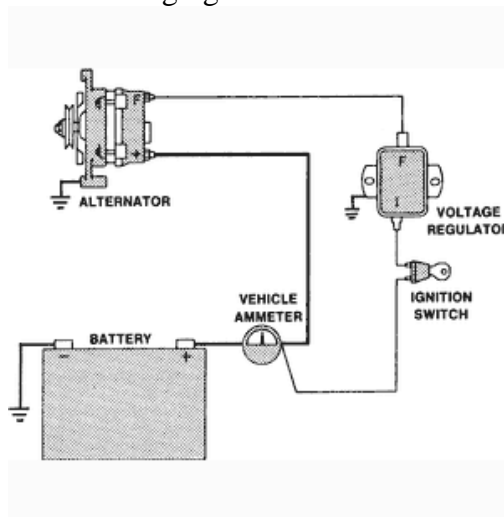 F
+
ALTERNATOR
F
I
VOLTAGE
REGULATOR
IGNITION
SWITCH
VEHICLE
AMMETER
BATTERY
- +